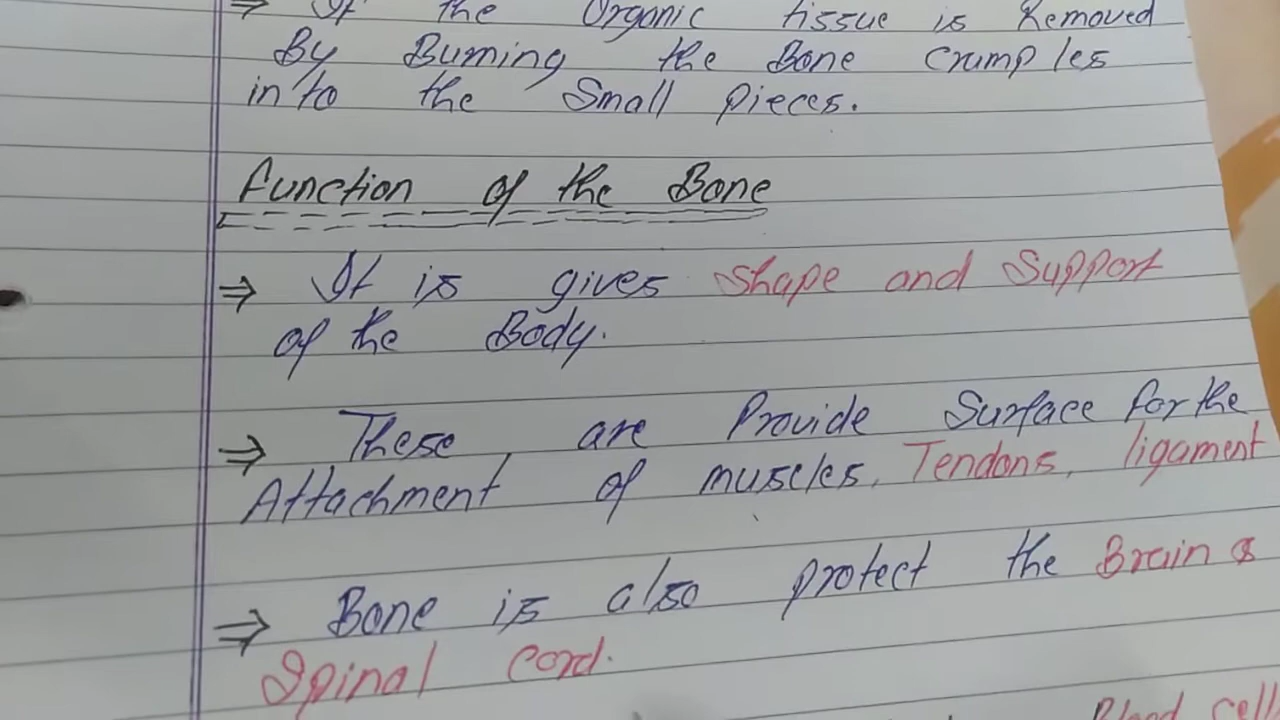 ⇒ If the Organic tissue is Removed
By Burning the Bone crumples
in to the Small pieces.
Function of the Bone
⇒ It is gives Shape and Support
of the Body.
⇒ These are Provide Surface for the
Attachment of muscles, Tendons, ligament
⇒ Bone is also protect the Brain &
Spinal Cord.
Blood cell